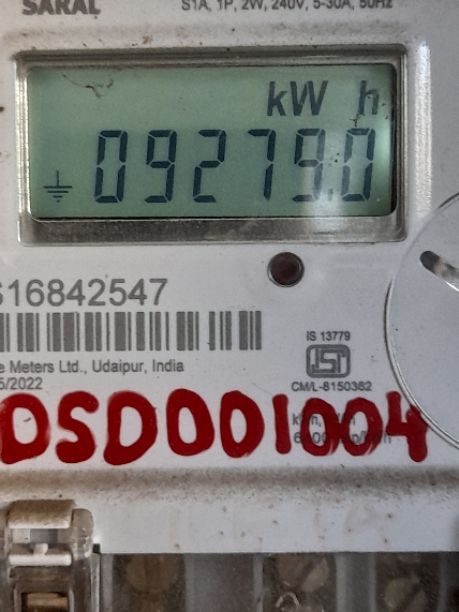 SARAL S1A, 1P, 2W, 240V, 5-30A, 50Hz
kW h
09279.0
S16842547
IS 13779
e Meters Ltd., Udaipur, India
5/2022
CM/L-8150362
DSD001004